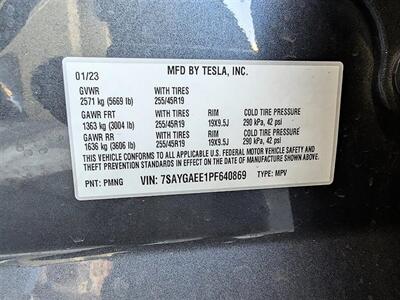 MFD BY TESLA, INC.
01/23
GVWR WITH TIRES
2571 kg (5669 lb) 255/45R19
GAWR FRT WITH TIRES RIM COLD TIRE PRESSURE
1363 kg (3004 lb) 255/45R19 19X9.5J 290 kPa, 42 psi
GAWR RR WITH TIRES RIM COLD TIRE PRESSURE
1636 kg (3606 lb) 255/45R19 19X9.5J 290 kPa, 42 psi
THIS VEHICLE CONFORMS TO ALL APPLICABLE U.S. FEDERAL MOTOR VEHICLE
SAFETY AND THEFT PREVENTION STANDARDS IN EFFECT ON THE DATE OF MANUFACTURE SHOWN ABOVE.
PNT: PMNG VIN: 7SAYGAEE1PF640869 TYPE: MPV